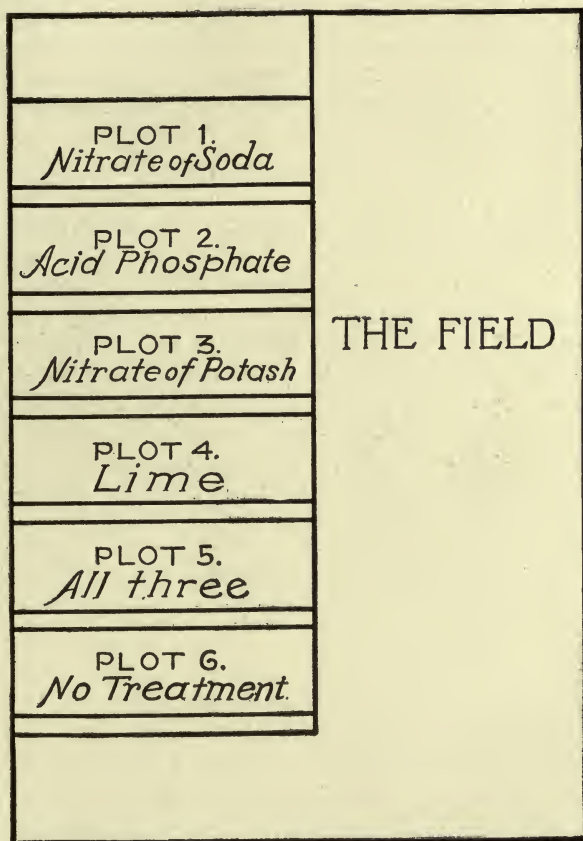 PLOT 1.
Nitrate of Soda
PLOT 2.
Acid Phosphate
PLOT 3.
Nitrate of Potash
PLOT 4.
Lime
PLOT 5.
All three
PLOT 6.
No Treatment.
THE FIELD